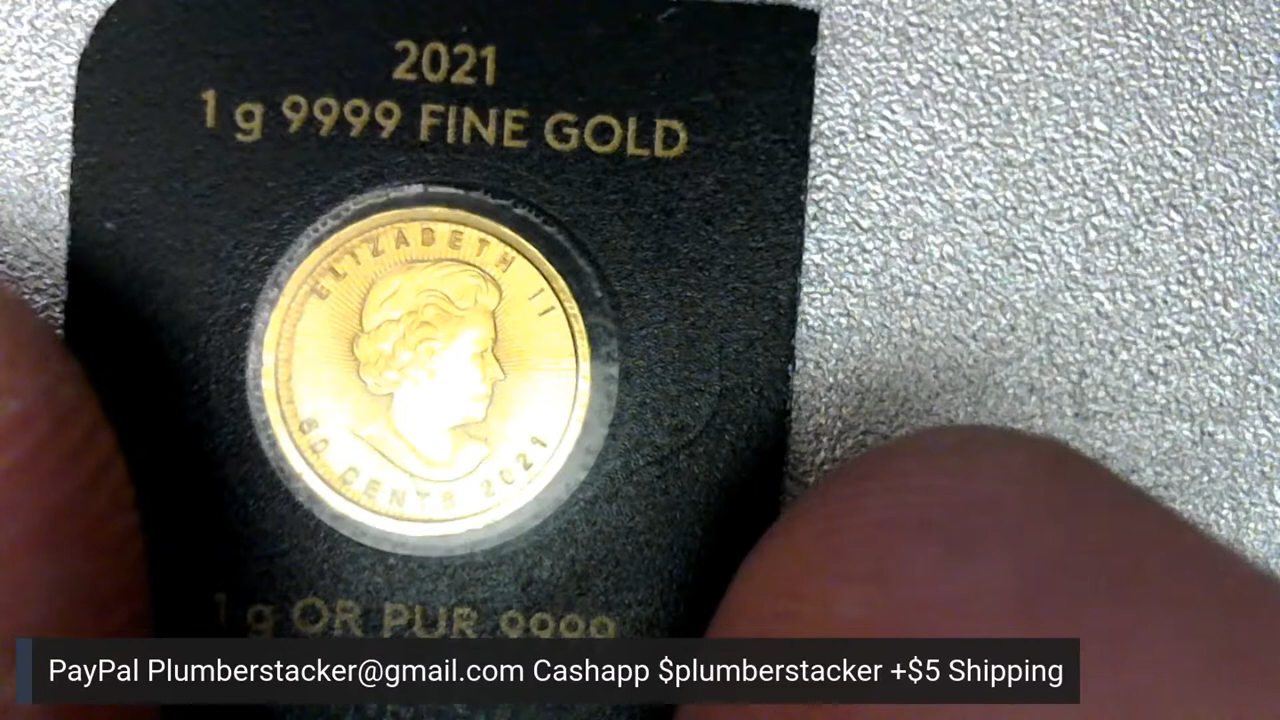 2021
1 g 9999 FINE GOLD
ELIZABETH II
50 CENTS 2021
1 g OR PUR 9999
PayPal Plumberstacker@gmail.com Cashapp $plumberstacker +$5 Shipping